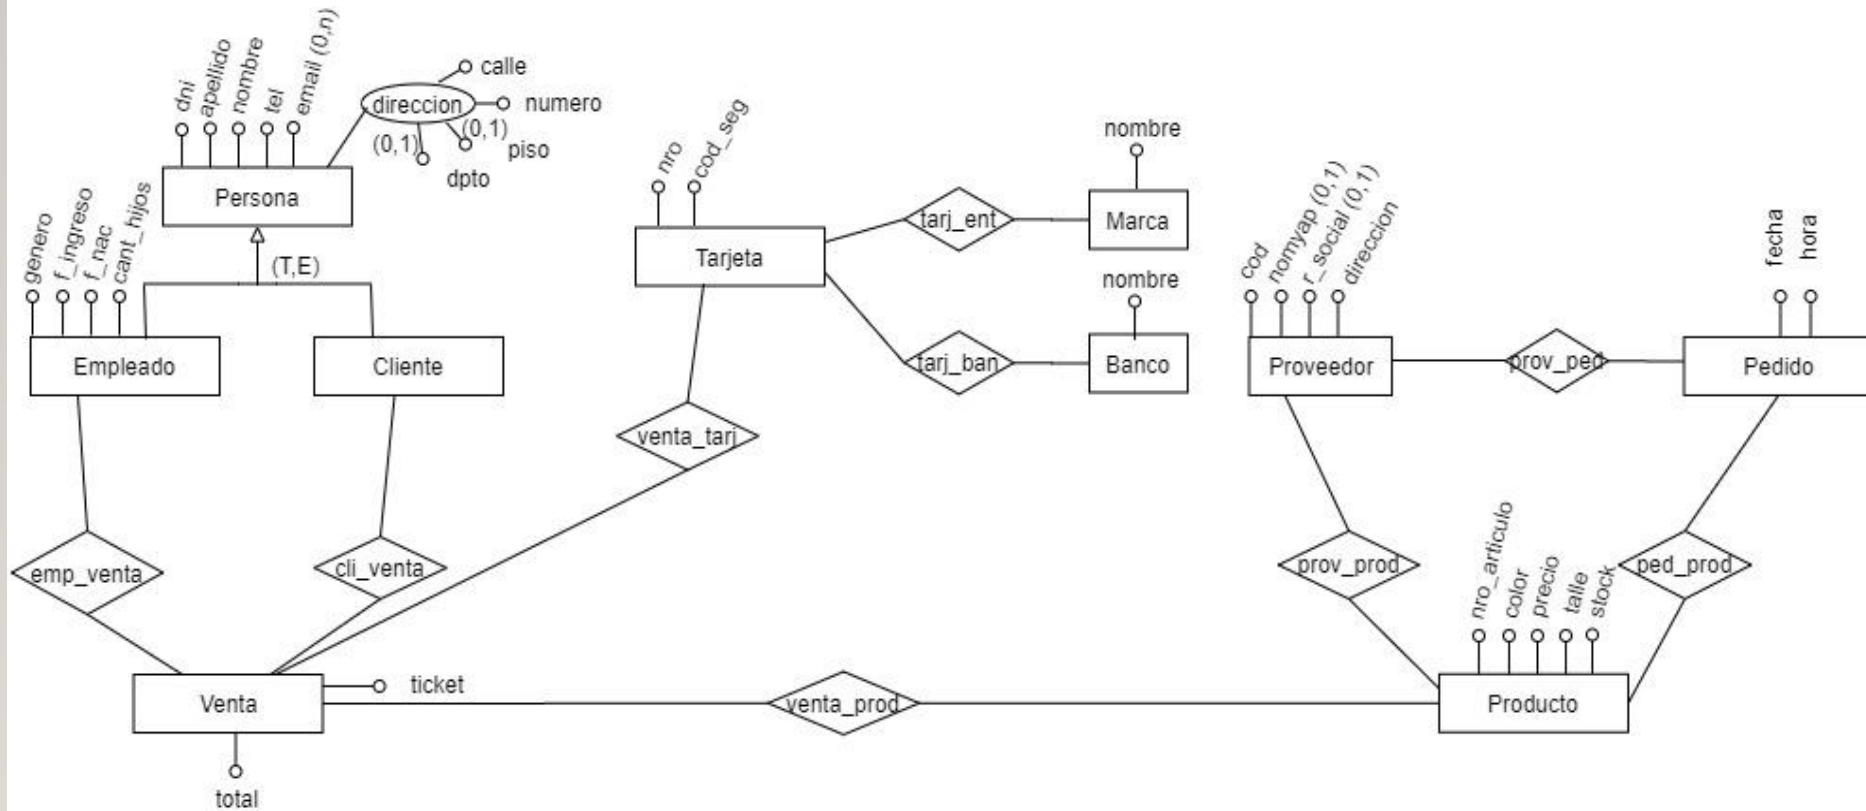 dni
apellido
nombre
tel
email (0,n)
direccion
calle
numero
(0,1)
piso
(0,1)
dpto
Persona
(T,E)
genero
f_ingreso
f_nac
cant_hijos
Empleado
Cliente
nro
cod_seg
Tarjeta
tarj_ent
nombre
Marca
tarj_ban
nombre
Banco
cod
nomyap (0,1)
r_social (0,1)
direccion
Proveedor
prov_ped
fecha
hora
Pedido
venta_tarj
emp_venta
cli_venta
prov_prod
ped_prod
nro_articulo
color
precio
talle
stock
Venta
ticket
total
venta_prod
Producto